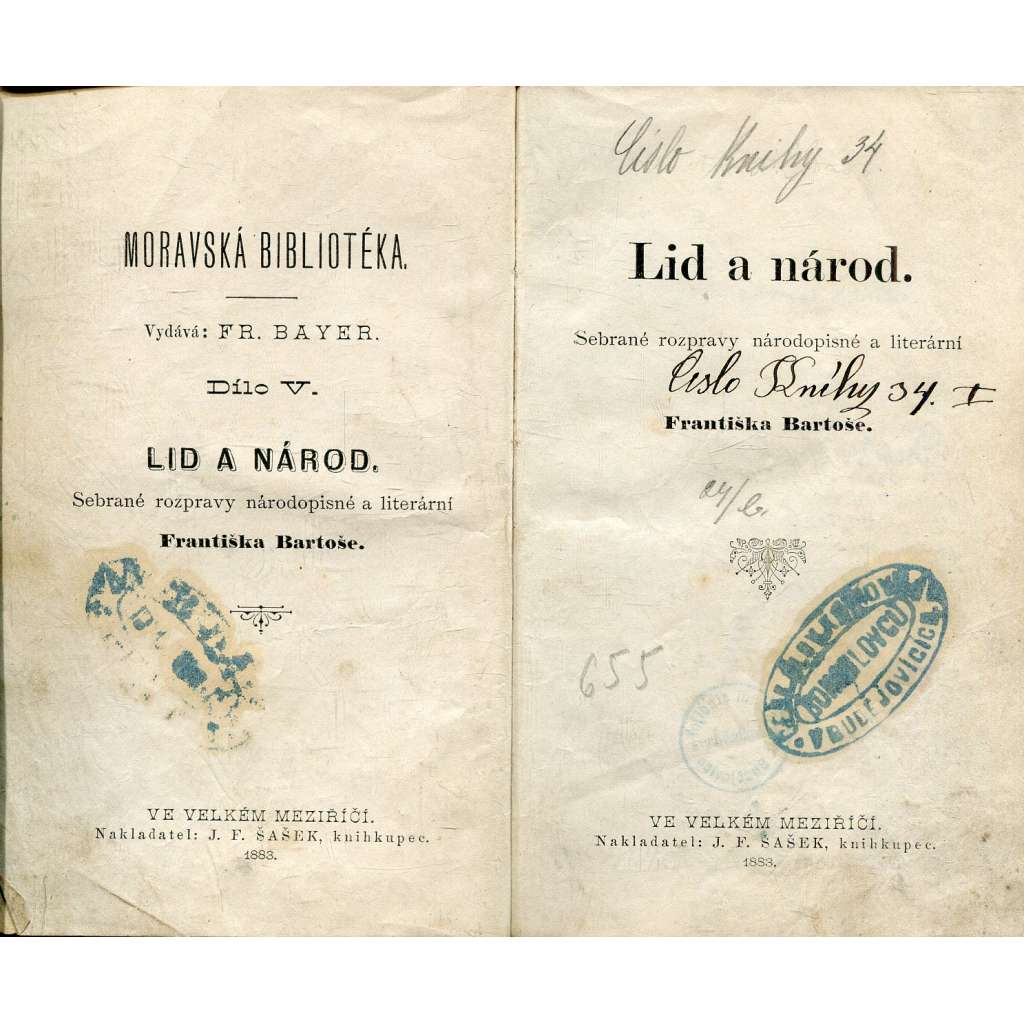 MORAVSKÁ BIBLIOTÉKA.
Vydává: FR. BAYER.
Dílo V.
LID A NÁROD.
Sebrané rozpravy národopisné a literární
Františka Bartoše.
VE VELKÉM MEZIŘÍČÍ.
Nakladatel: J. F. ŠAŠEK, knihkupec.
1883.
Číslo Knihy 34.
Lid a národ.
Sebrané rozpravy národopisné a literární
Číslo Knihy 34. I
Františka Bartoše.
655
V BULEJOVICÍCH
VE VELKÉM MEZIŘÍČÍ.
Nakladatel: J. F. ŠAŠEK, knihkupec.
1883.